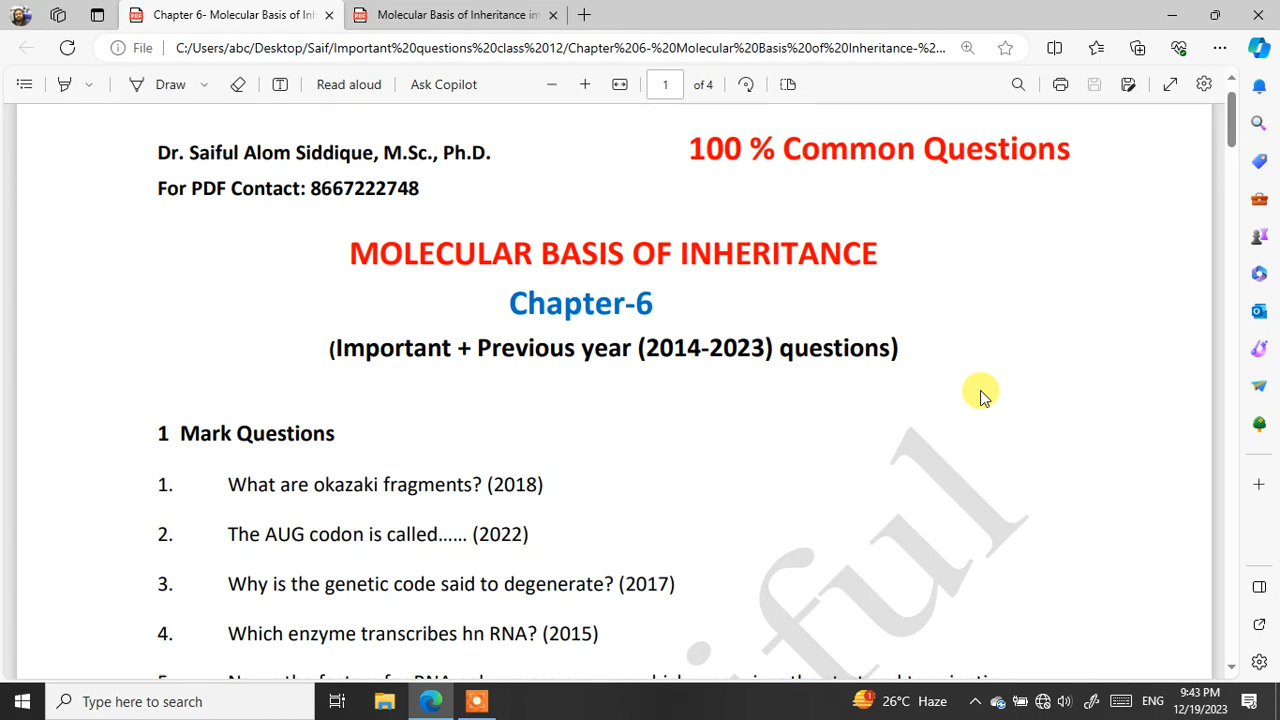 Chapter 6- Molecular Basis of Inh
Molecular Basis of Inheritance im
File
C:/Users/abc/Desktop/Saif/Important%20questions%20class%2012/Chapter%206-%20Molecular%20Basis%20of%20Inheritance-%2...
Draw
Read aloud
Ask Copilot
1 of 4
Dr. Saiful Alom Siddique, M.Sc., Ph.D.
100 % Common Questions
For PDF Contact: 8667222748
MOLECULAR BASIS OF INHERITANCE
Chapter-6
(Important + Previous year (2014-2023) questions)
1 Mark Questions
1. What are okazaki fragments? (2018)
2. The AUG codon is called...... (2022)
3. Why is the genetic code said to degenerate? (2017)
4. Which enzyme transcribes hn RNA? (2015)
iful
Type here to search
26°C Haze
ENG
9:43 PM
12/19/2023